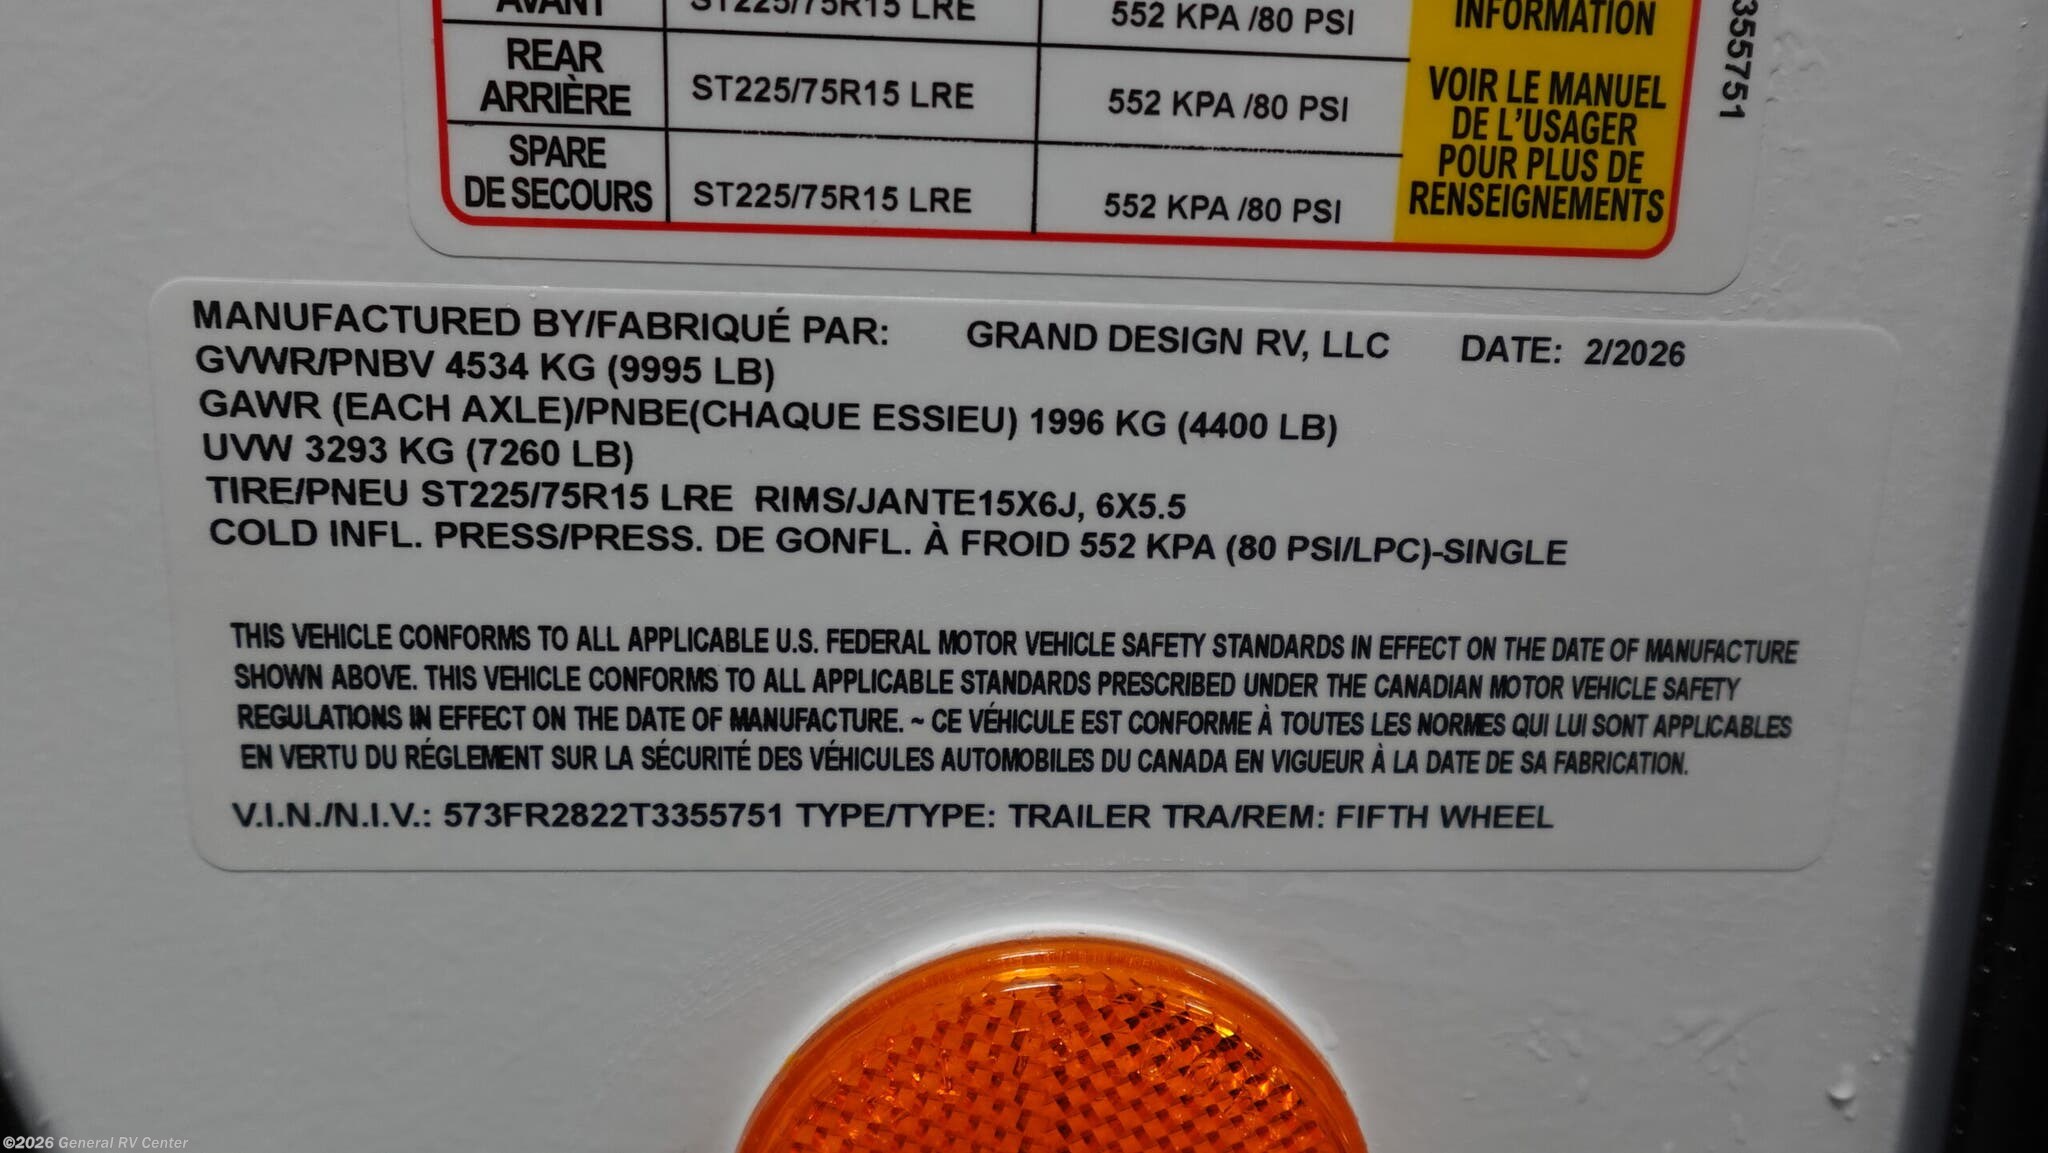 AVANT ST225/75R15 LRE 552 KPA /80 PSI INFORMATION
REAR
ARRIÈRE ST225/75R15 LRE 552 KPA /80 PSI
SPARE
DE SECOURS ST225/75R15 LRE 552 KPA /80 PSI
VOIR LE MANUEL
DE L'USAGER
POUR PLUS DE
RENSEIGNEMENTS
355751
MANUFACTURED BY/FABRIQUÉ PAR: GRAND DESIGN RV, LLC DATE: 2/2026
GVWR/PNBV 4534 KG (9995 LB)
GAWR (EACH AXLE)/PNBE(CHAQUE ESSIEU) 1996 KG (4400 LB)
UVW 3293 KG (7260 LB)
TIRE/PNEU ST225/75R15 LRE RIMS/JANTE15X6J, 6X5.5
COLD INFL. PRESS/PRESS. DE GONFL. À FROID 552 KPA (80 PSI/LPC)-SINGLE
THIS VEHICLE CONFORMS TO ALL APPLICABLE U.S. FEDERAL MOTOR VEHICLE SAFETY STANDARDS IN EFFECT ON THE DATE OF MANUFACTURE
SHOWN ABOVE. THIS VEHICLE CONFORMS TO ALL APPLICABLE STANDARDS PRESCRIBED UNDER THE CANADIAN MOTOR VEHICLE SAFETY
REGULATIONS IN EFFECT ON THE DATE OF MANUFACTURE. ~ CE VÉHICULE EST CONFORME À TOUTES LES NORMES QUI LUI SONT APPLICABLES
EN VERTU DU RÉGLEMENT SUR LA SÉCURITÉ DES VÉHICULES AUTOMOBILES DU CANADA EN VIGUEUR À LA DATE DE SA FABRICATION.
V.I.N./N.I.V.: 573FR2822T3355751 TYPE/TYPE: TRAILER TRA/REM: FIFTH WHEEL
©2026 General RV Center